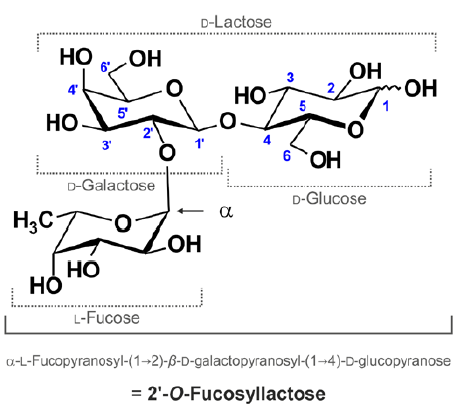 D-Lactose
HO 6' OH
4' 5' O HO 3 2 OH OH
HO 3' 2' 1' O 4 5 O 1
O 6 OH
D-Galactose D-Glucose
H₃C O α
OH
HO
HO
L-Fucose
α-L-Fucopyranosyl-(1→2)-β-D-galactopyranosyl-(1→4)-D-glucopyranose
= 2'-O-Fucosyllactose